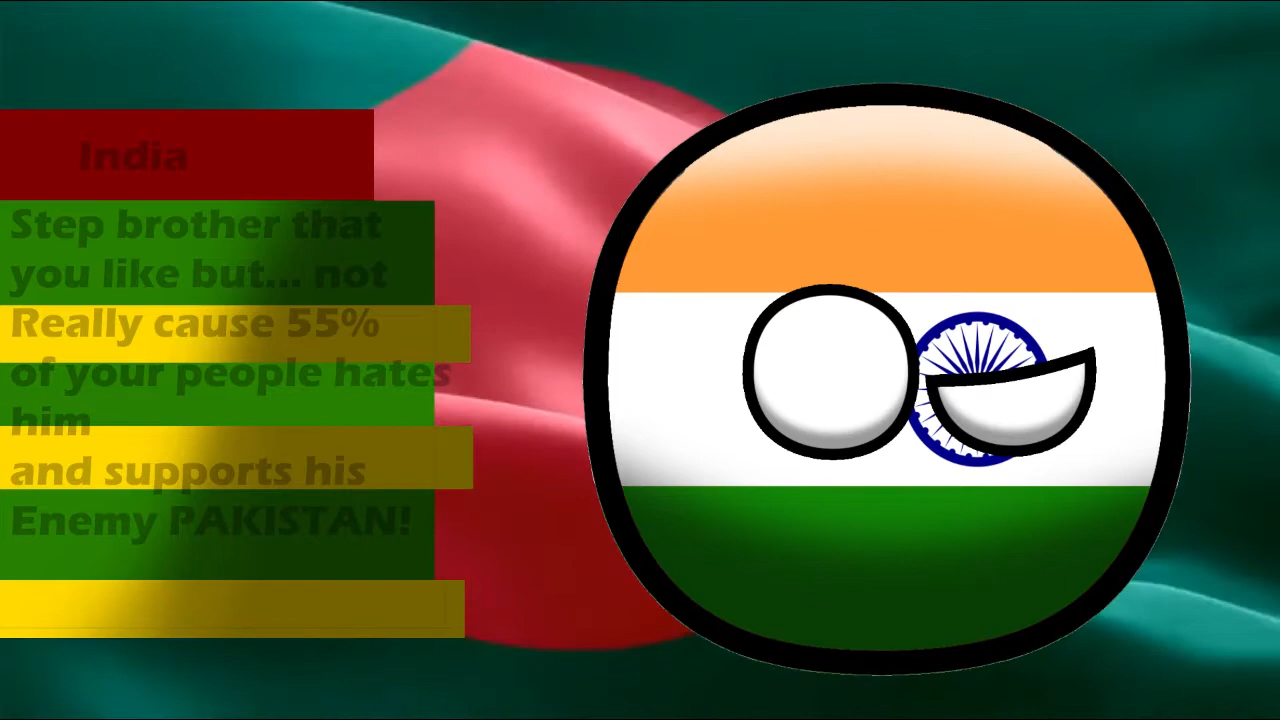 India
Step brother that
you like but... not
Really cause 55%
of your people hates
him
and supports his
Enemy PAKISTAN!